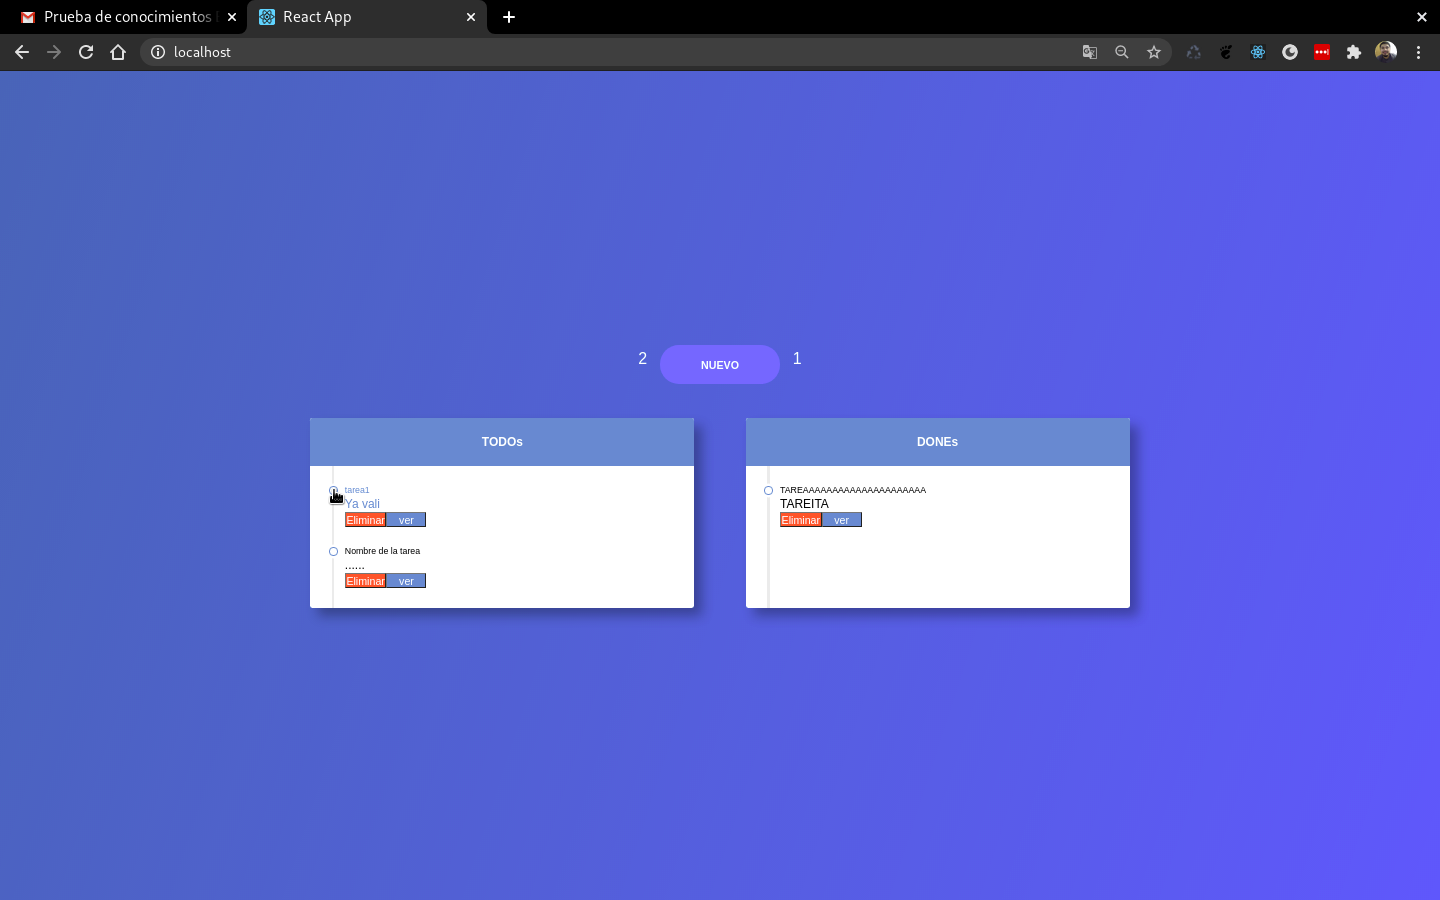 Prueba de conocimientos
React App
localhost
2
NUEVO
1
TODOs
tarea1
Ya vali
Eliminar ver
Nombre de la tarea
......
Eliminar ver
DONEs
TAREAAAAAAAAAAAAAAAAAAAAA
TAREITA
Eliminar ver